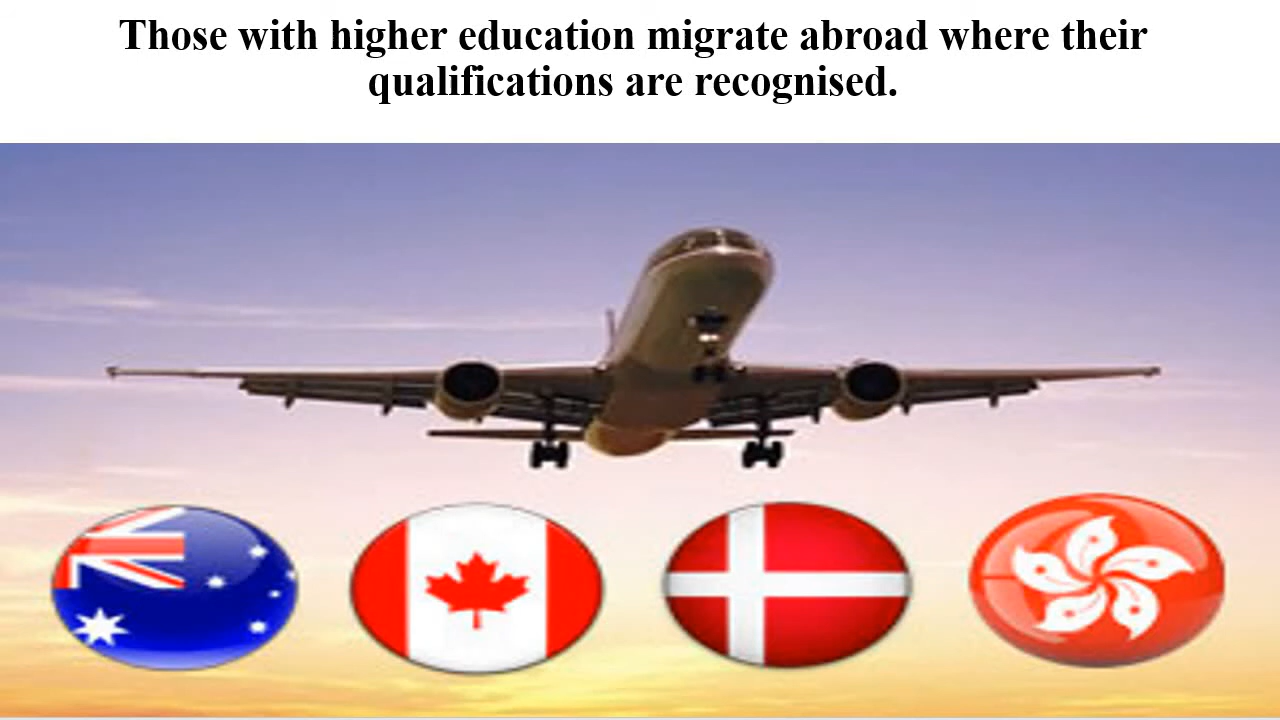 Those with higher education migrate abroad where their
qualifications are recognised.